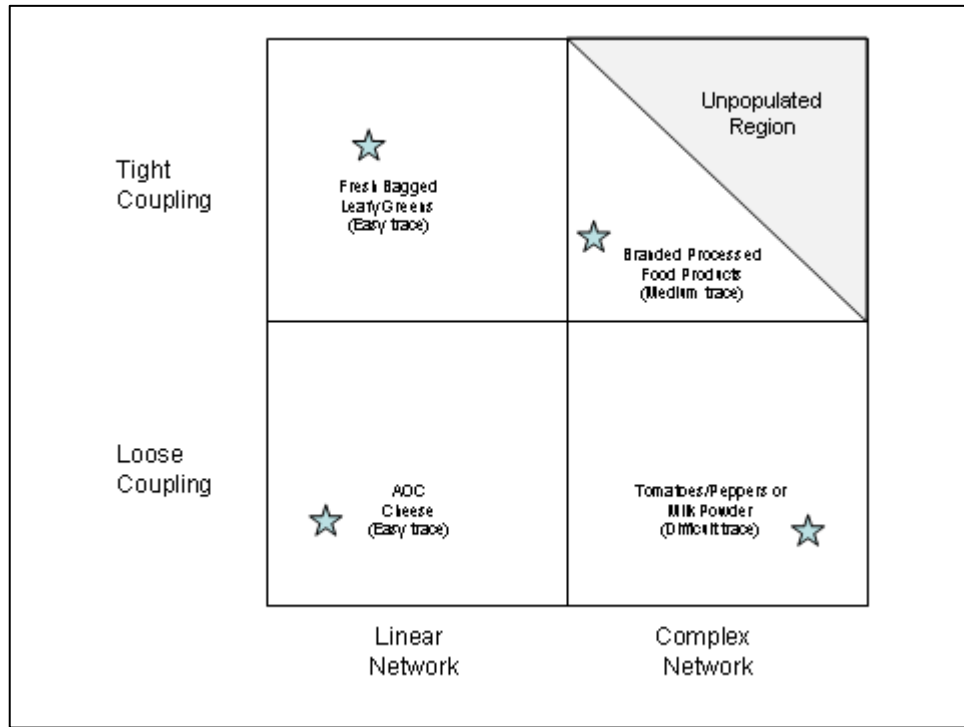 Unpopulated
Region
Tight
Coupling
Fresh Bagged
Leafy Greens
(Easy trace)
Branded Processed
Food Products
(Medium trace)
Loose
Coupling
AOC
Cheese
(Easy trace)
Tomatoes/Peppers or
Milk Powder
(Difficult trace)
Linear
Network
Complex
Network